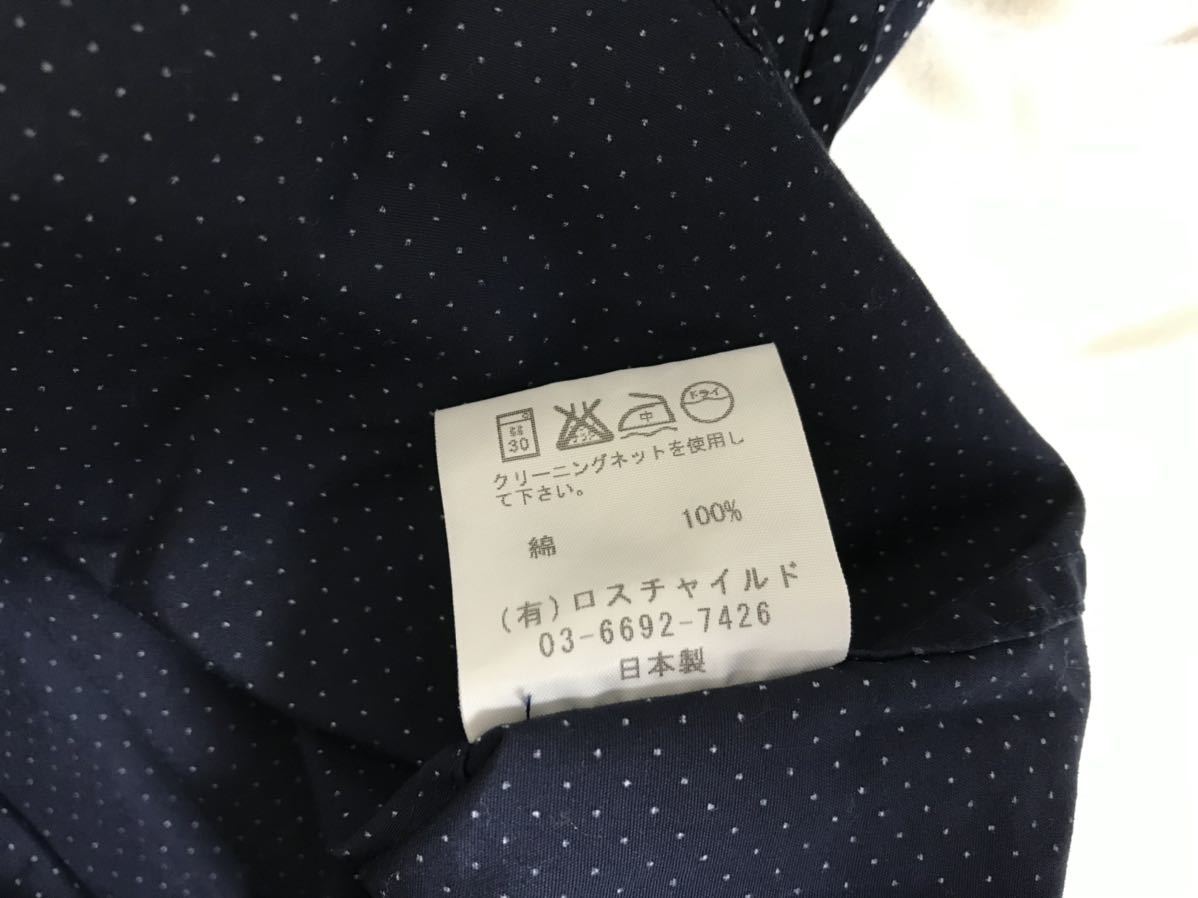 弱
30
中
ドライ
クリーニングネットを使用し
て下さい。
綿 100%
(有)ロスチャイルド
03-6692-7426
日本製